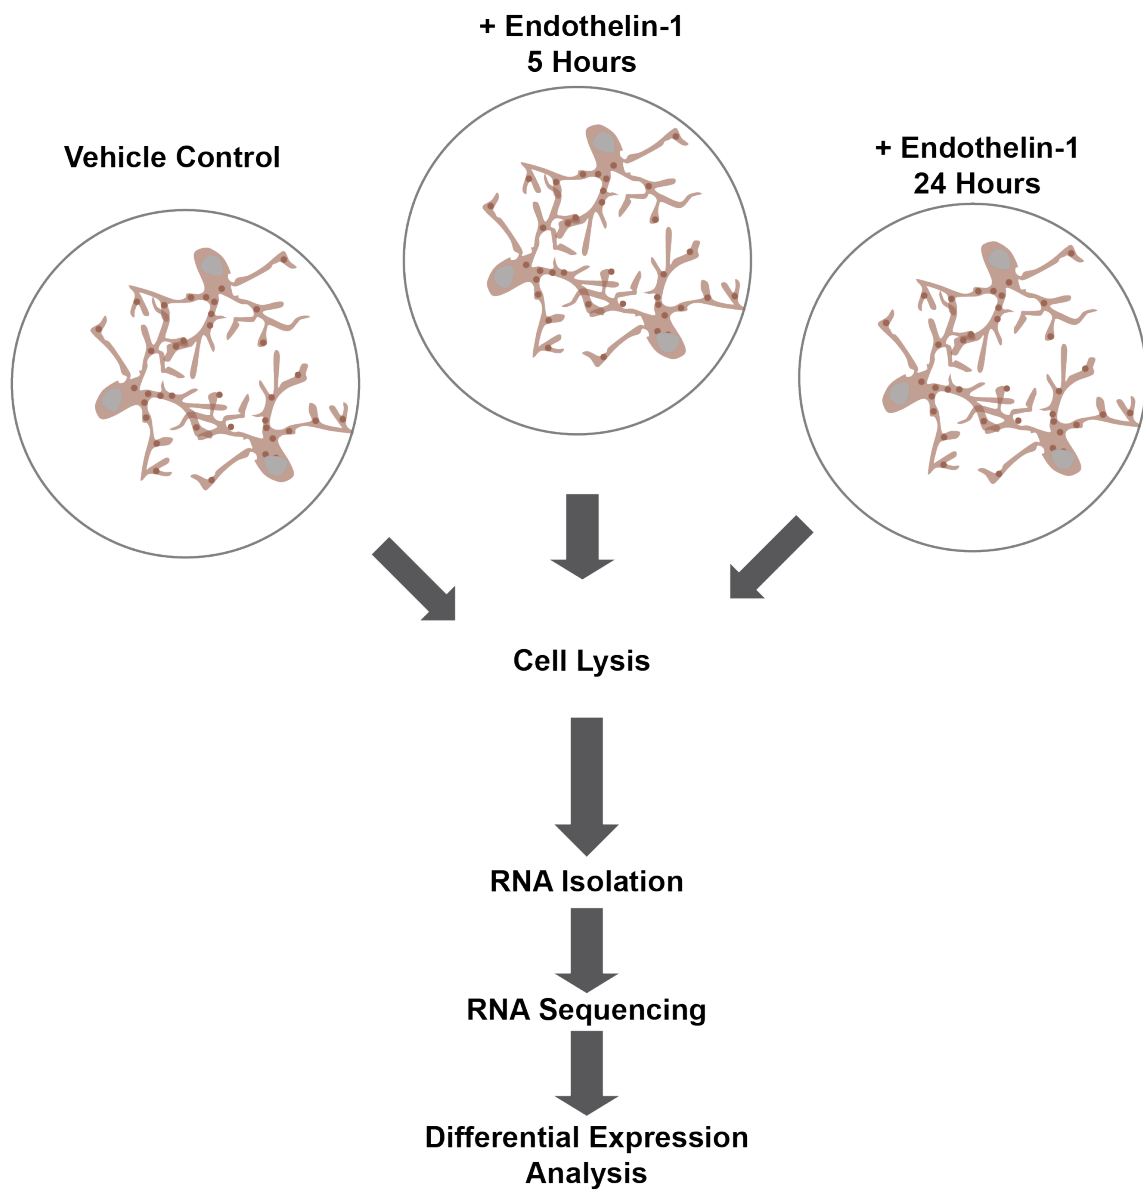 + Endothelin-1
5 Hours
Vehicle Control
+ Endothelin-1
24 Hours
Cell Lysis
RNA Isolation
RNA Sequencing
Differential Expression
Analysis